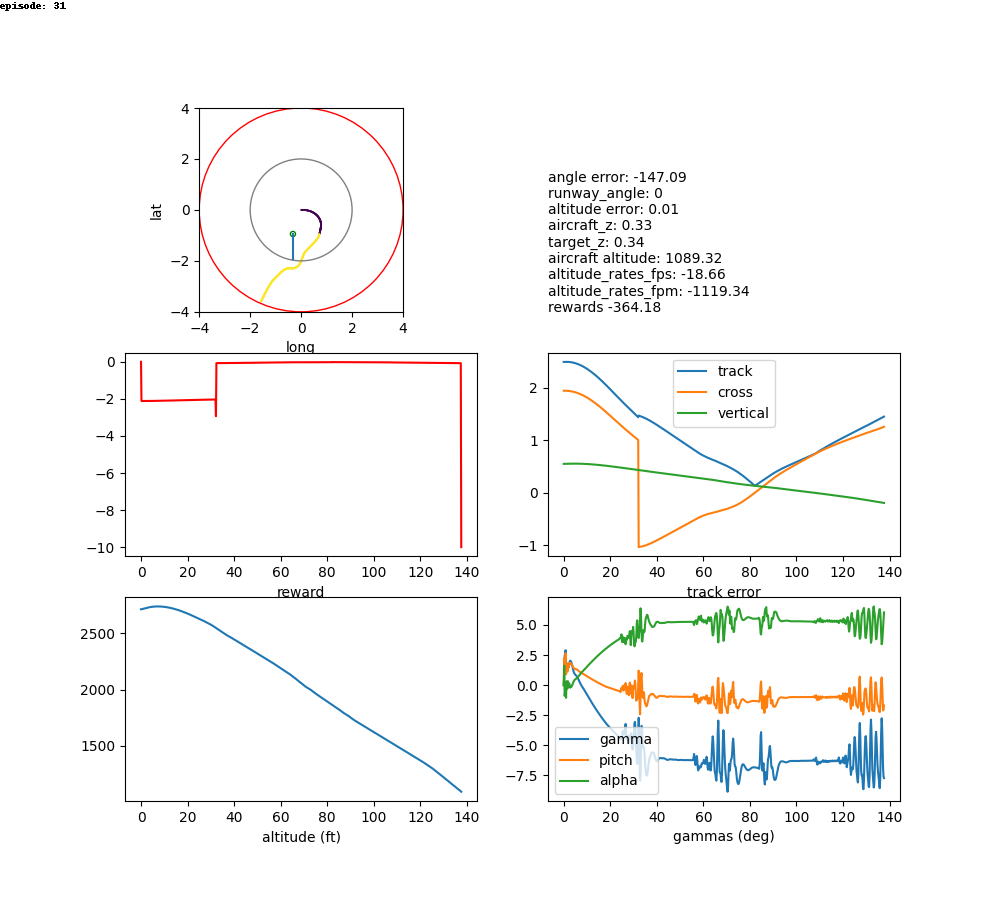 episode: 31
4
2
0
−2
−4
lat
−4 −2 0 2 4
long
angle error: -147.09
runway_angle: 0
altitude error: 0.01
aircraft_z: 0.33
target_z: 0.34
aircraft altitude: 1089.32
altitude_rates_fps: -18.66
altitude_rates_fpm: -1119.34
rewards -364.18
0
−2
−4
−6
−8
−10
0 20 40 60 80 100 120 140
reward
2
1
0
−1
track
cross
vertical
0 20 40 60 80 100 120 140
track error
2500
2000
1500
0 20 40 60 80 100 120 140
altitude (ft)
5.0
2.5
0.0
−2.5
−5.0
−7.5
gamma
pitch
alpha
0 20 40 60 80 100 120 140
gammas (deg)